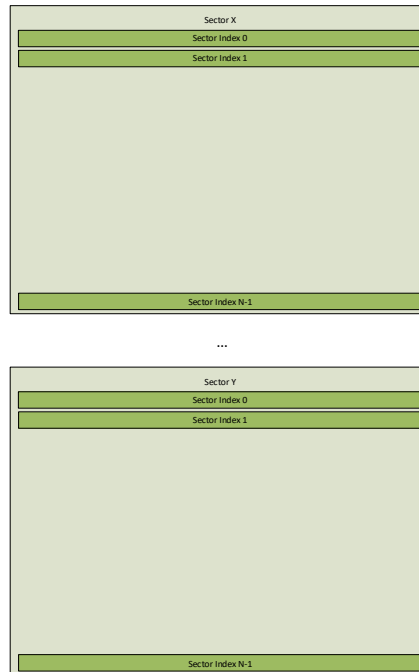 Sector X
Sector Index 0
Sector Index 1
Sector Index N-1
...
Sector Y
Sector Index 0
Sector Index 1
Sector Index N-1